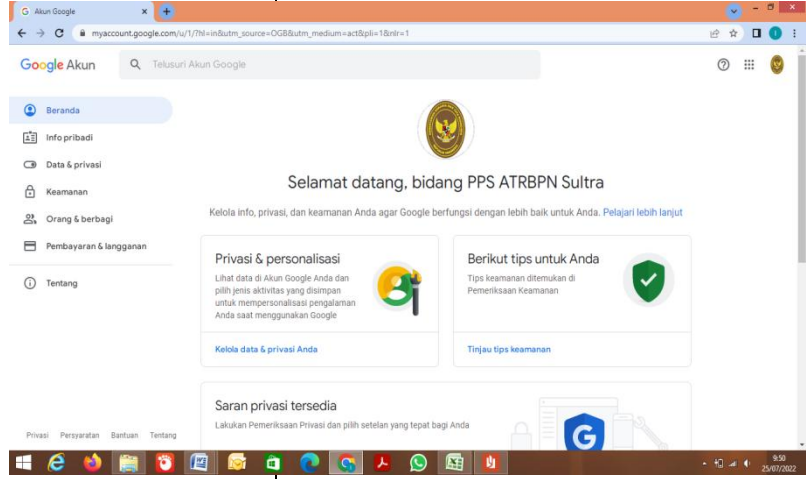 Akun Google
myaccount.google.com/u/1/?hl=in&utm_source=OGB&utm_medium=act&pli=1&nlr=1
Google Akun
Telusuri Akun Google
Beranda
Info pribadi
Data & privasi
Keamanan
Orang & berbagi
Pembayaran & langganan
Tentang
Selamat datang, bidang PPS ATRBPN Sultra
Kelola info, privasi, dan keamanan Anda agar Google berfungsi dengan lebih baik untuk Anda. Pelajari lebih lanjut
Privasi & personalisasi
Lihat data di Akun Google Anda dan
pilih jenis aktivitas yang disimpan
untuk mempersonalisasi pengalaman
Anda saat menggunakan Google
Kelola data & privasi Anda
Berikut tips untuk Anda
Tips keamanan ditemukan di
Pemeriksaan Keamanan
Tinjau tips keamanan
Saran privasi tersedia
Lakukan Pemeriksaan Privasi dan pilih setelan yang tepat bagi Anda
G
Privasi Persyaratan Bantuan Tentang
9:50
25/07/2022